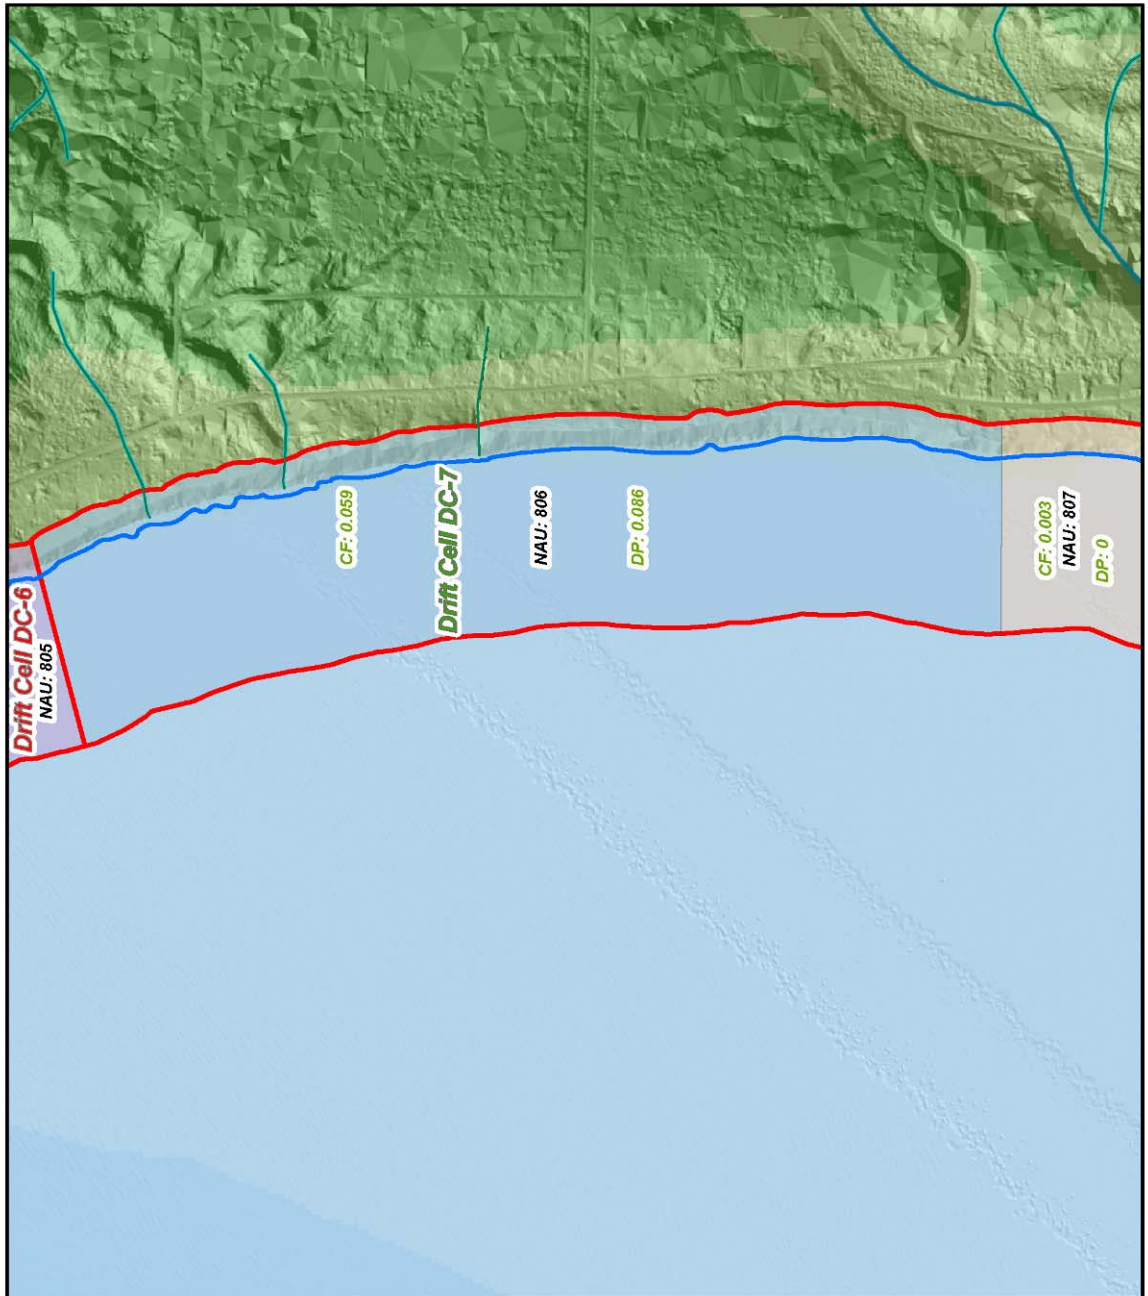 Drift Cell DC-6
NAU: 805
CF: 0.059
Drift Cell DC-7
NAU: 806
DP: 0.086
CF: 0.003
NAU: 807
DP: 0